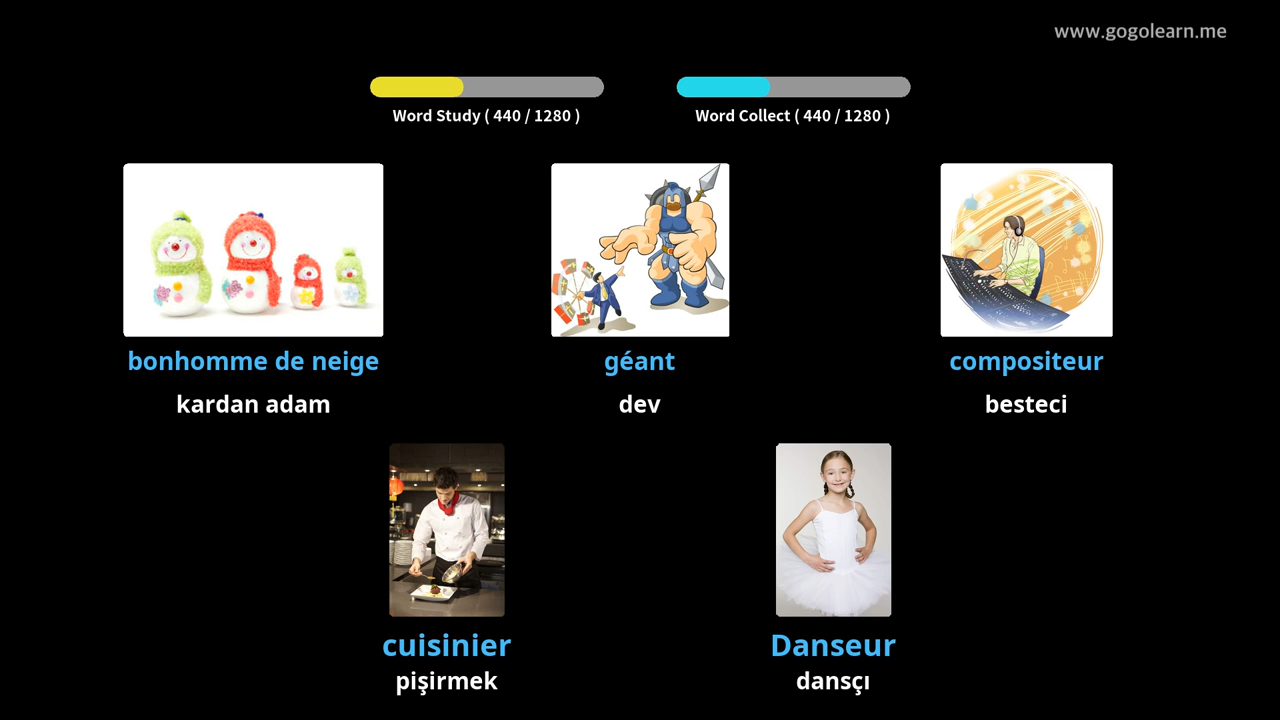 www.gogolearn.me
Word Study ( 440 / 1280 )
Word Collect ( 440 / 1280 )
bonhomme de neige
kardan adam
géant
dev
compositeur
besteci
cuisinier
pişirmek
Danseur
dansçı